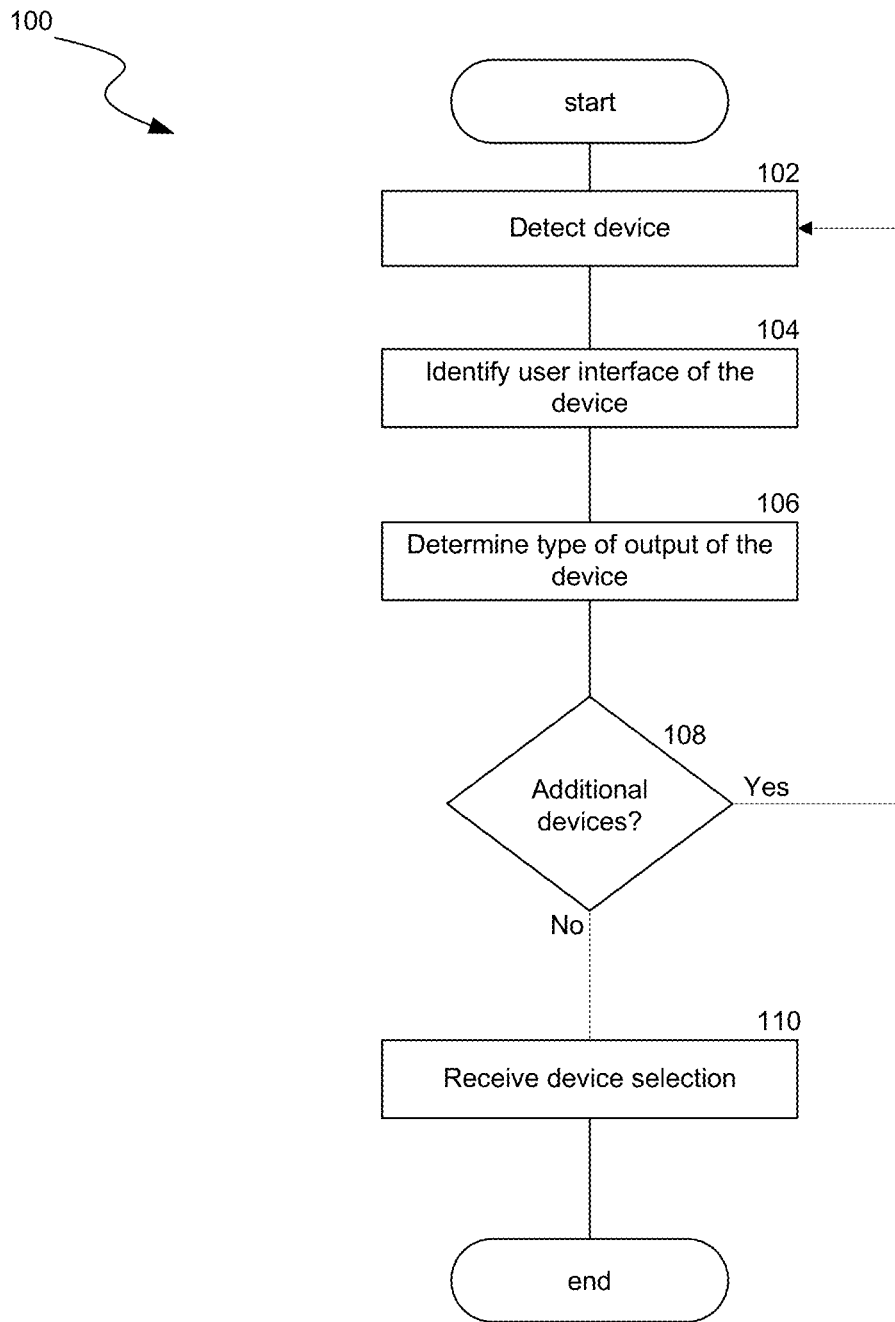 100
start
102
Detect device
104
Identify user interface of the
device
106
Determine type of output of the
device
108
Additional
devices?
Yes
No
110
Receive device selection
end